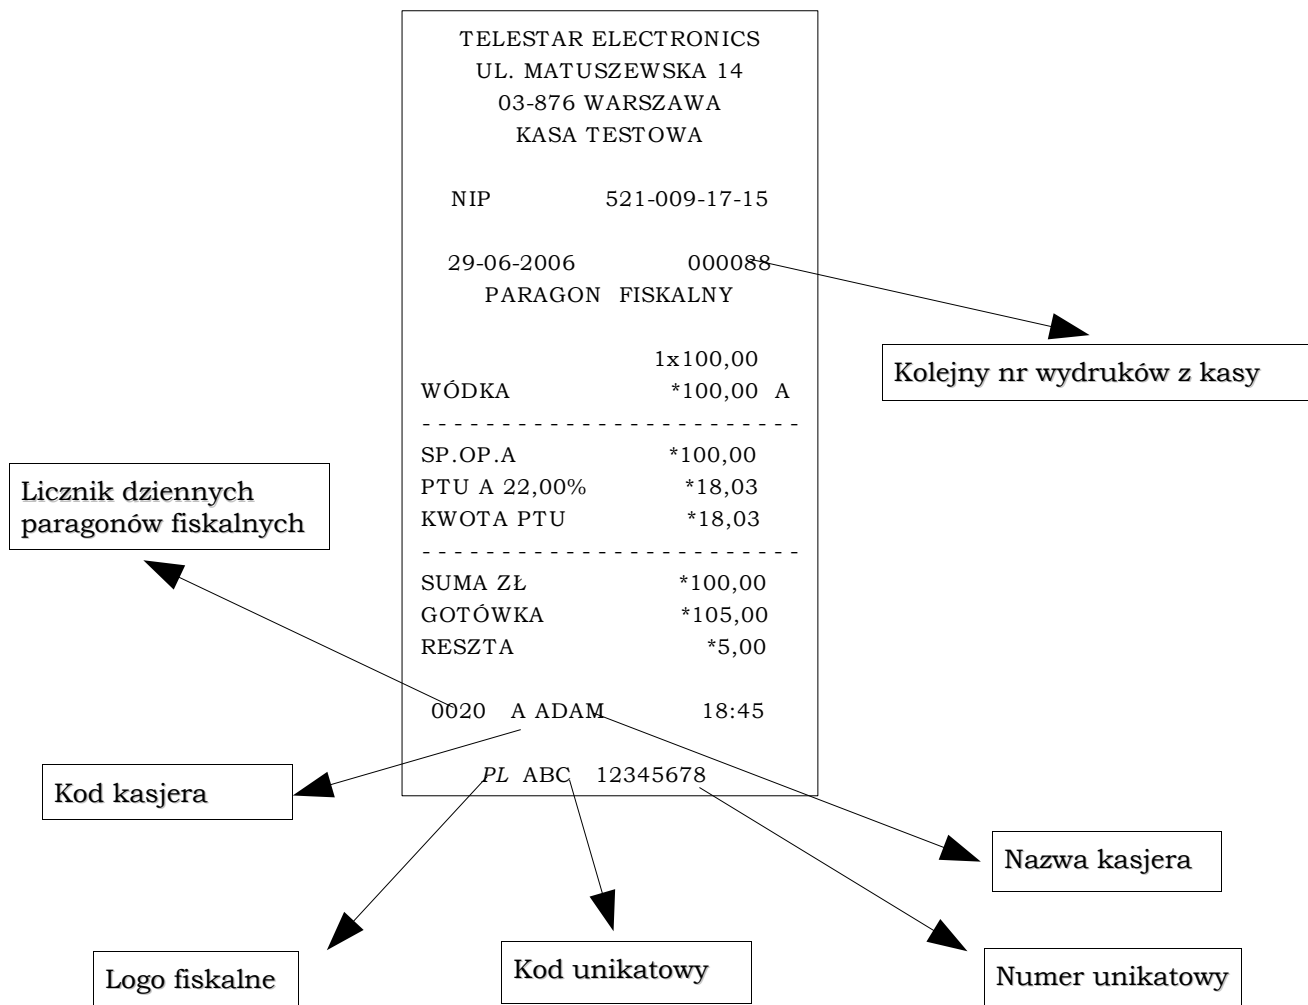 TELESTAR ELECTRONICS
UL. MATUSZEWSKA 14
03-876 WARSZAWA
KASA TESTOWA
NIP 521-009-17-15
29-06-2006 000088
PARAGON FISKALNY
1x100,00
WÓDKA *100,00 A
- - - - - - - - - - - - - - - - - - - - - - - -
SP.OP.A *100,00
PTU A 22,00% *18,03
KWOTA PTU *18,03
- - - - - - - - - - - - - - - - - - - - - - - -
SUMA ZŁ *100,00
GOTÓWKA *105,00
RESZTA *5,00
0020 A ADAM 18:45
PL ABC 12345678
Kolejny nr wydruków z kasy
Licznik dziennych
paragonów fiskalnych
Kod kasjera
Nazwa kasjera
Logo fiskalne
Kod unikatowy
Numer unikatowy